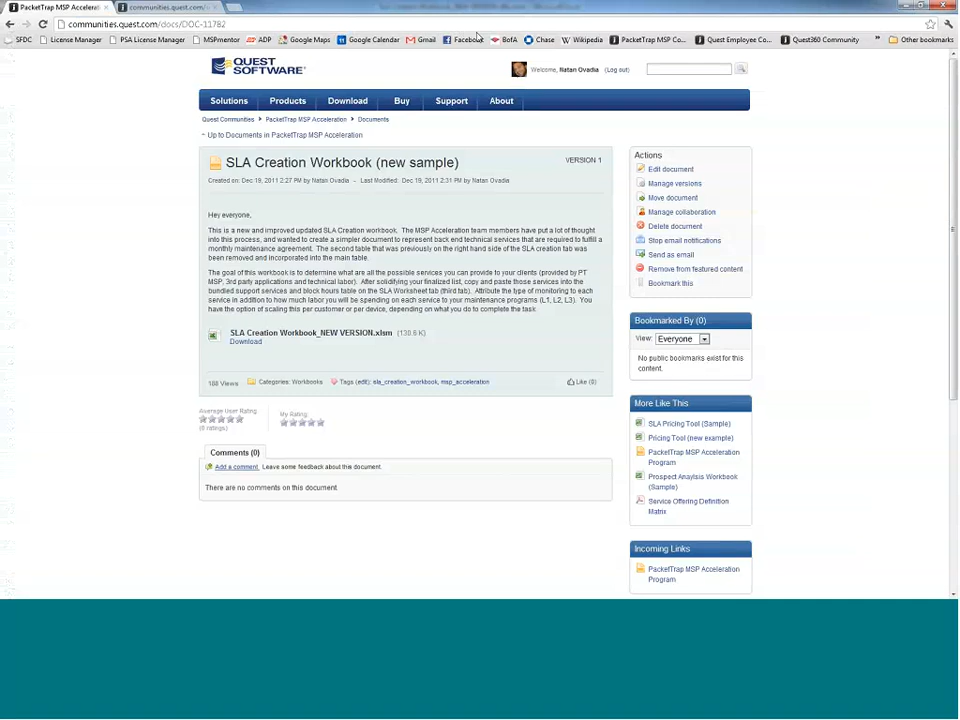 PacketTrap MSP Accelerat
communities.quest.com/
communities.quest.com/docs/DOC-11782
SFDC License Manager PSA License Manager MSPmentor ADP Google Maps Google Calendar Gmail Facebook BofA Chase Wikipedia PacketTrap MSP Co... Quest Employee Co... Quest360 Community » Other bookmarks
QUEST SOFTWARE
Welcome, Natan Ovadia (Log out)
Solutions Products Download Buy Support About
Quest Communities PacketTrap MSP Acceleration Documents
Up to Documents in PacketTrap MSP Acceleration
SLA Creation Workbook (new sample) VERSION 1
Created on: Dec 19, 2011 2:27 PM by Natan Ovadia – Last Modified: Dec 19, 2011 2:31 PM by Natan Ovadia
Hey everyone,
This is a new and improved updated SLA Creation workbook. The MSP Acceleration team members have put a lot of thought
into this process, and wanted to create a simpler document to represent back end technical services that are required to fulfill a
monthly maintenance agreement. The second table that was previously on the right hand side of the SLA creation tab was
been removed and incorporated into the main table.
The goal of this workbook is to determine what are all the possible services you can provide to your clients (provided by PT
MSP, 3rd party applications and technical labor). After solidifying your finalized list, copy and paste those services into the
bundled support services and block hours table on the SLA Worksheet tab (third tab). Attribute the type of monitoring to each
service in addition to how much labor you will be spending on each service to your maintenance programs (L1, L2, L3). You
have the option of scaling this per customer or per device, depending on what you do to complete the task.
SLA Creation Workbook_NEW VERSION.xlsm (130.6 K)
Download
188 Views Categories: Workbooks Tags (edit): sla_creation_workbook, msp_acceleration Like (0)
Average User Rating
(0 ratings)
My Rating:
Comments (0)
Add a comment Leave some feedback about this document.
There are no comments on this document
Actions
Edit document
Manage versions
Move document
Manage collaboration
Delete document
Stop email notifications
Send as email
Remove from featured content
Bookmark this
Bookmarked By (0)
View: Everyone
No public bookmarks exist for this
content.
More Like This
SLA Pricing Tool (Sample)
Pricing Tool (new example)
PacketTrap MSP Acceleration
Program
Prospect Anaylsis Workbook
(Sample)
Service Offering Definition
Matrix
Incoming Links
PacketTrap MSP Acceleration
Program